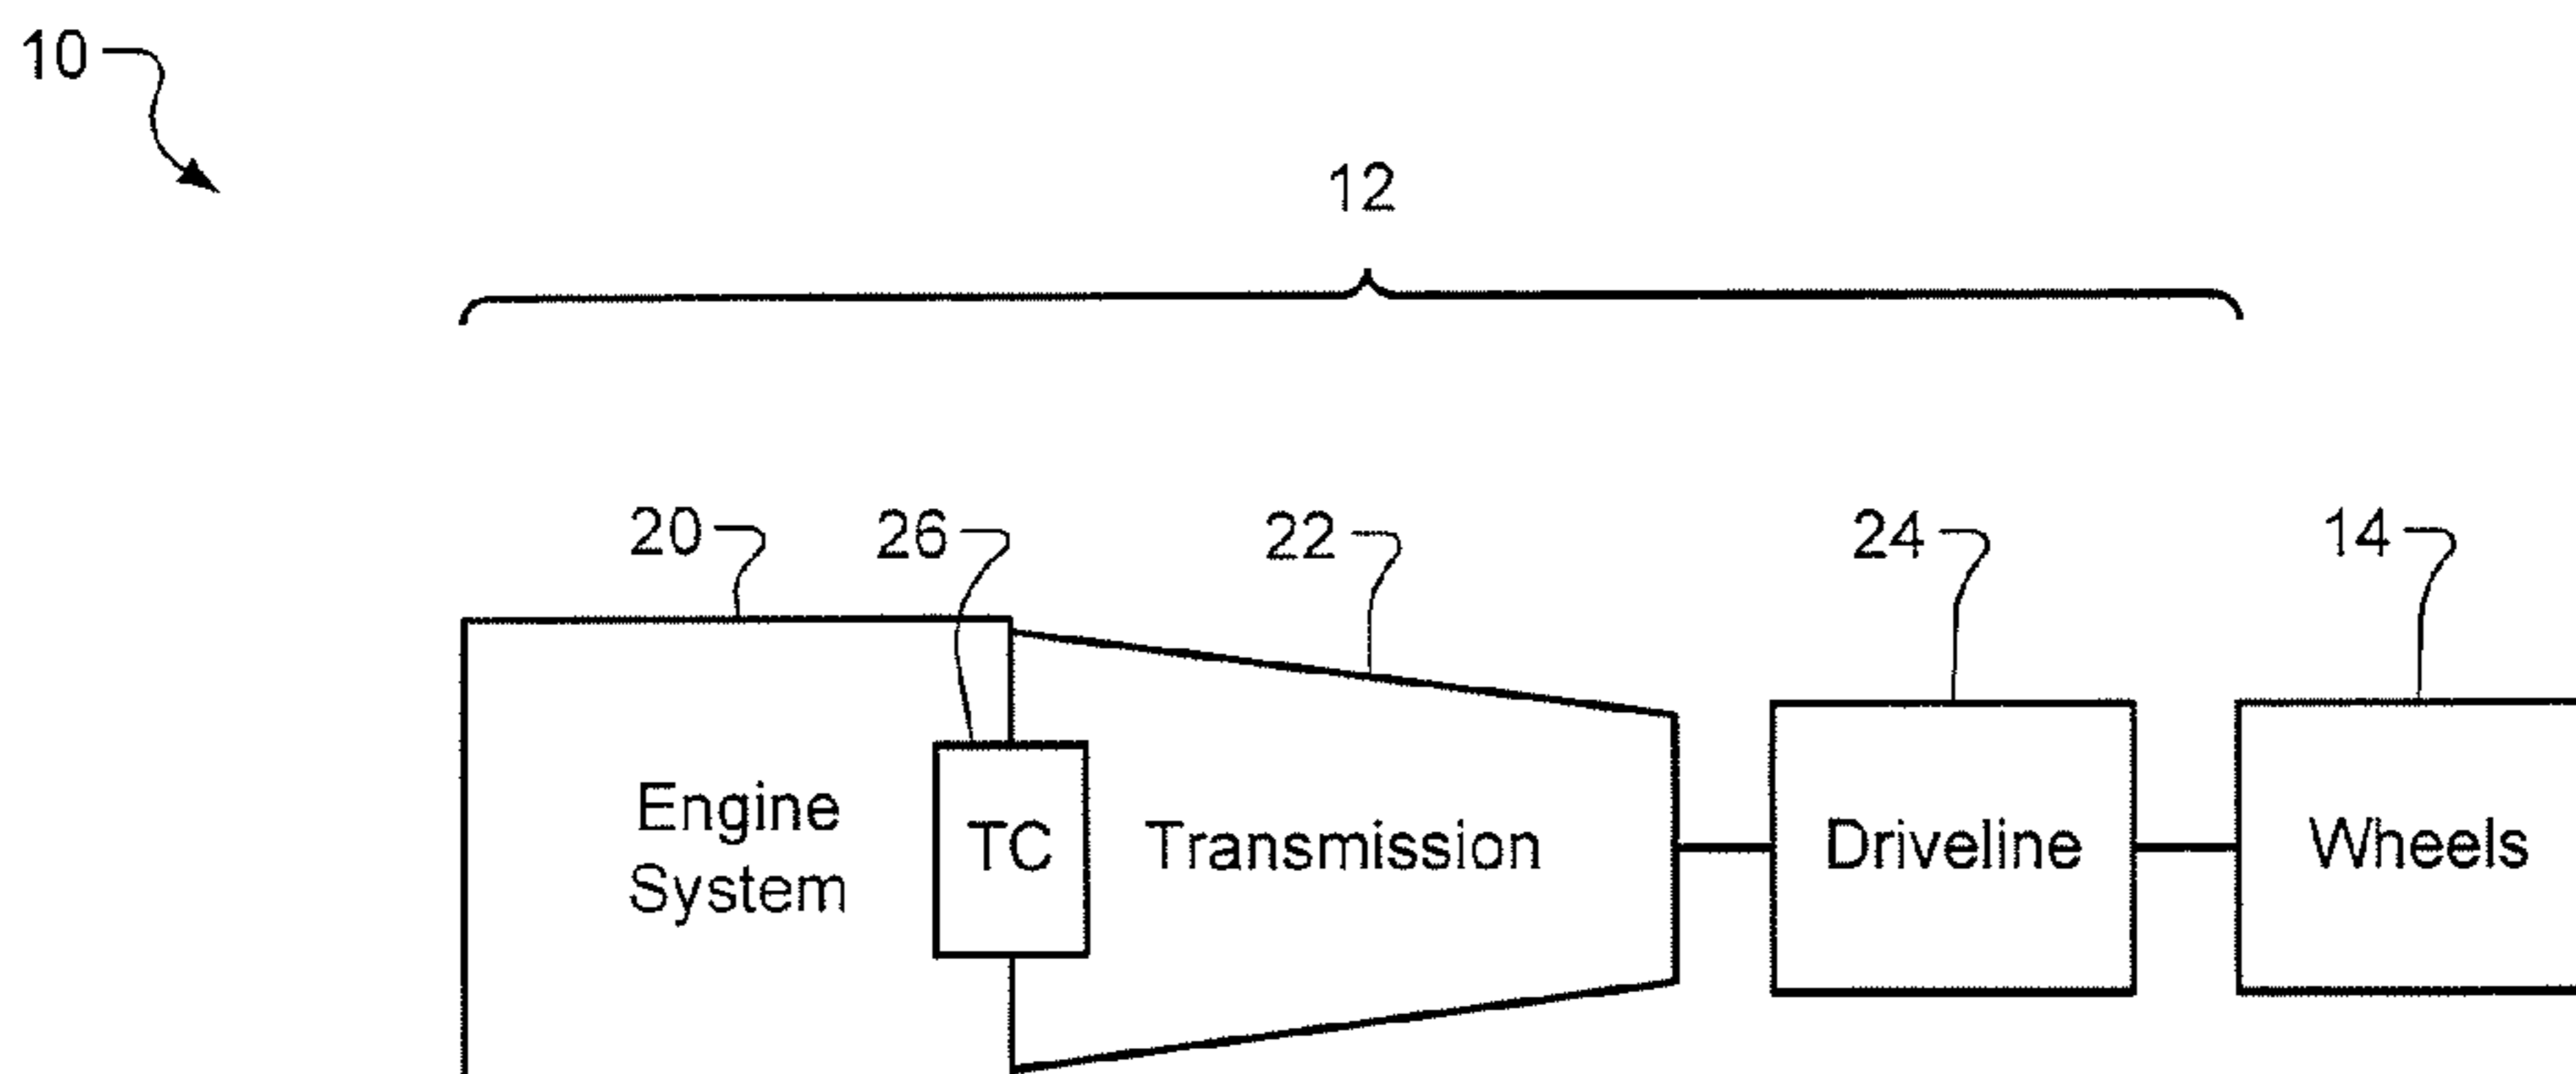 10
12
20 26 22 24 14
Engine
System
TC Transmission Driveline Wheels